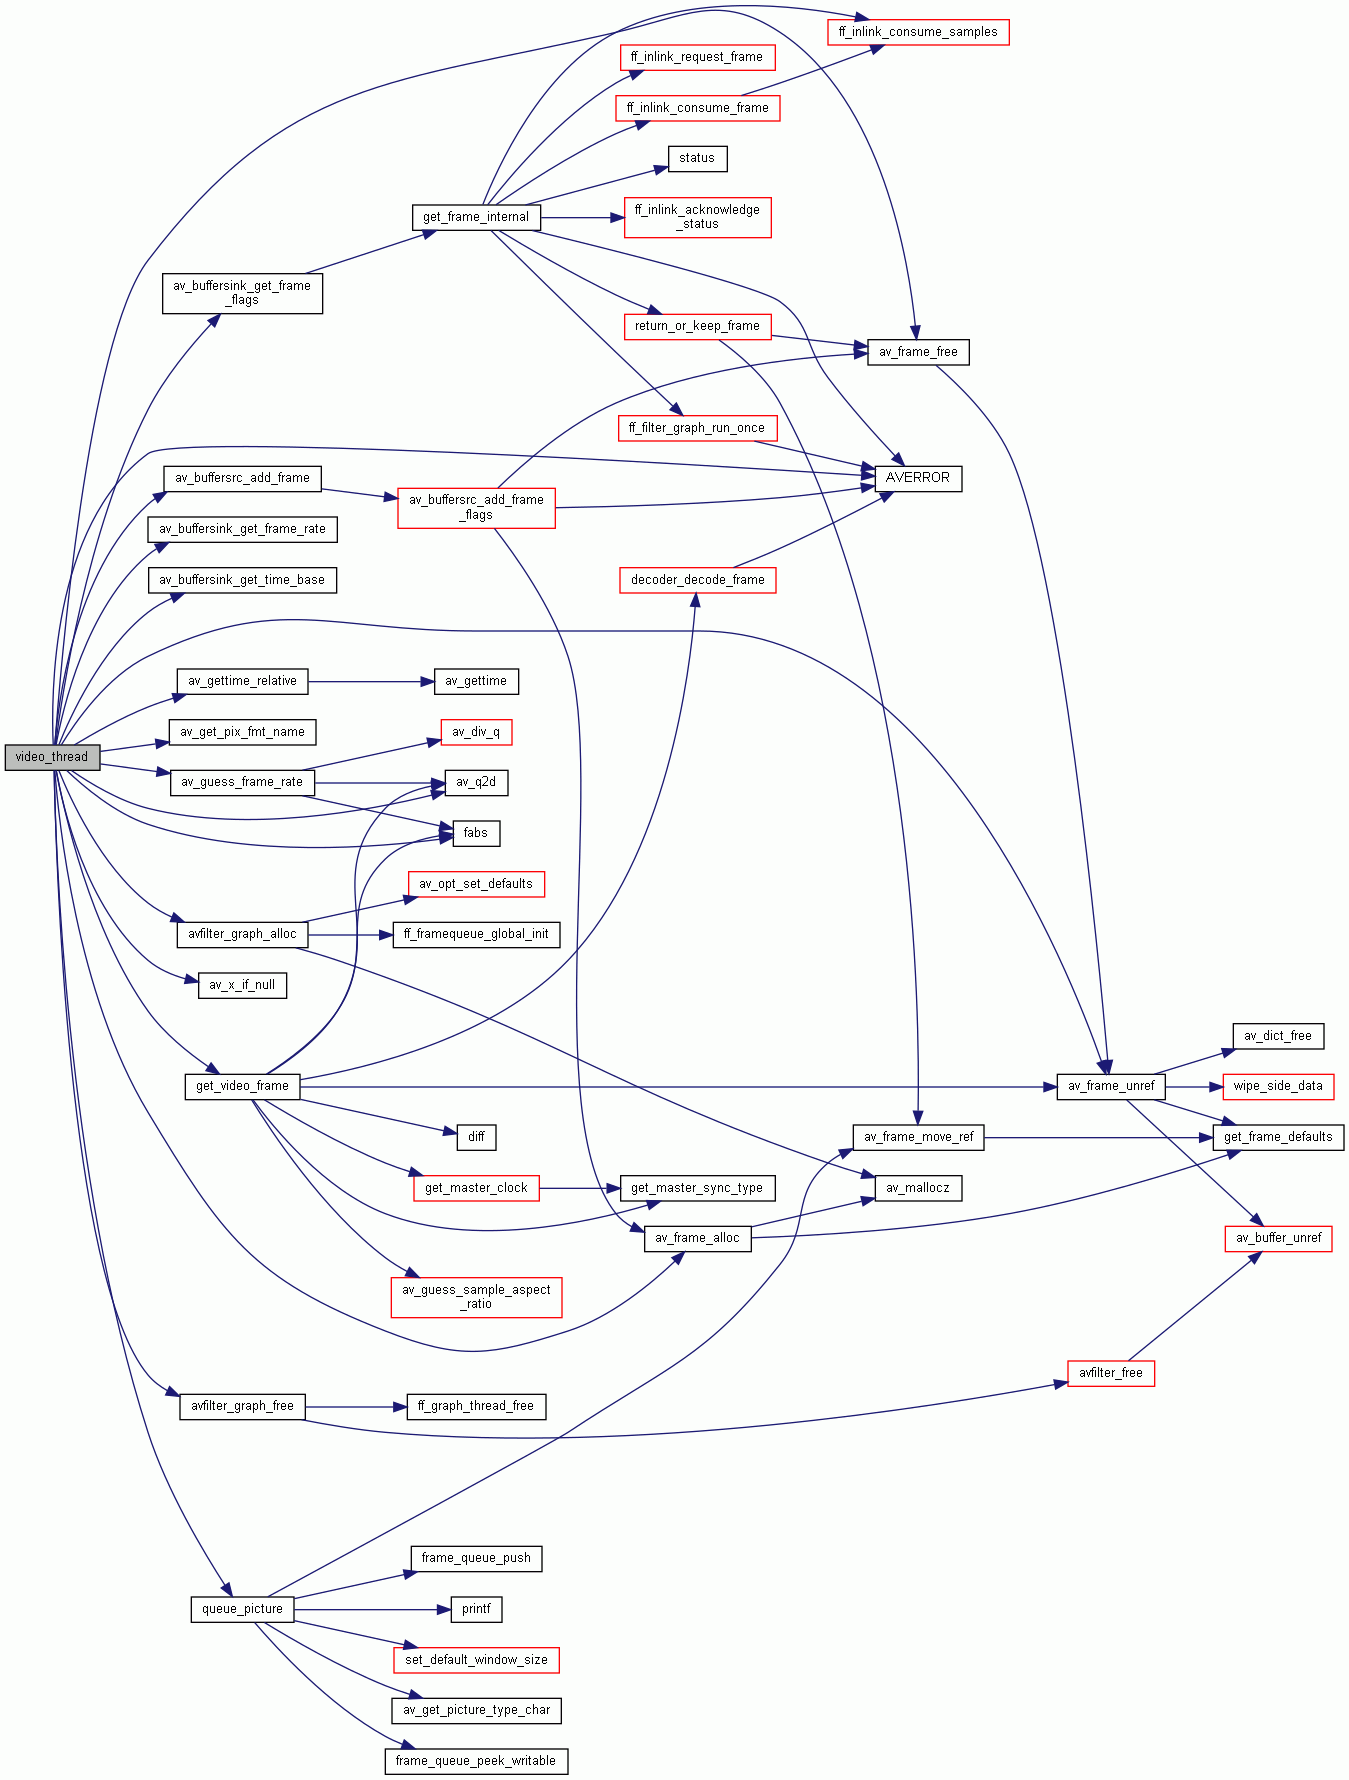 ff_inlink_consume_samples
ff_inlink_request_frame
ff_inlink_consume_frame
status
get_frame_internal
ff_inlink_acknowledge
_status
av_buffersink_get_frame
_flags
return_or_keep_frame
av_frame_free
ff_filter_graph_run_once
av_buffersrc_add_frame
AVERROR
av_buffersrc_add_frame
_flags
av_buffersink_get_frame_rate
av_buffersink_get_time_base
decoder_decode_frame
av_gettime_relative
av_gettime
av_get_pix_fmt_name
av_div_q
video_thread
av_guess_frame_rate
av_q2d
fabs
av_opt_set_defaults
avfilter_graph_alloc
ff_framequeue_global_init
av_x_if_null
av_dict_free
get_video_frame
av_frame_unref
wipe_side_data
diff
av_frame_move_ref
get_frame_defaults
get_master_clock
get_master_sync_type
av_mallocz
av_frame_alloc
av_buffer_unref
av_guess_sample_aspect
_ratio
avfilter_free
avfilter_graph_free
ff_graph_thread_free
frame_queue_push
queue_picture
printf
set_default_window_size
av_get_picture_type_char
frame_queue_peek_writable